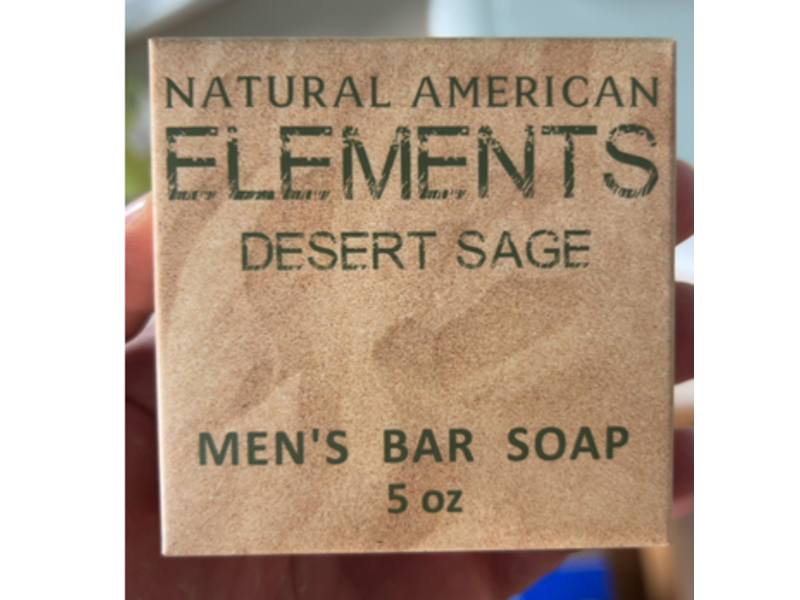 NATURAL AMERICAN
ELEMENTS
DESERT SAGE
MEN'S BAR SOAP
5 oz